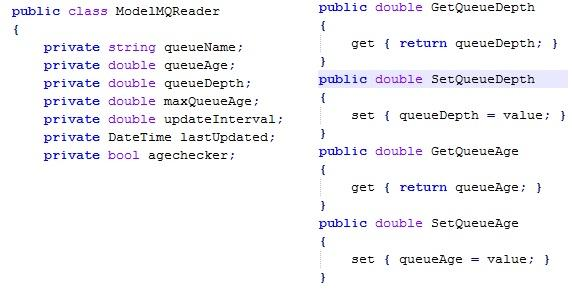 public class ModelMQReader
{
    private string queueName;
    private double queueAge;
    private double queueDepth;
    private double maxQueueAge;
    private double updateInterval;
    private DateTime lastUpdated;
    private bool agechecker;
public double GetQueueDepth
{
    get { return queueDepth; }
}
public double SetQueueDepth
{
    set { queueDepth = value; }
}
public double GetQueueAge
{
    get { return queueAge; }
}
public double SetQueueAge
{
    set { queueAge = value; }
}